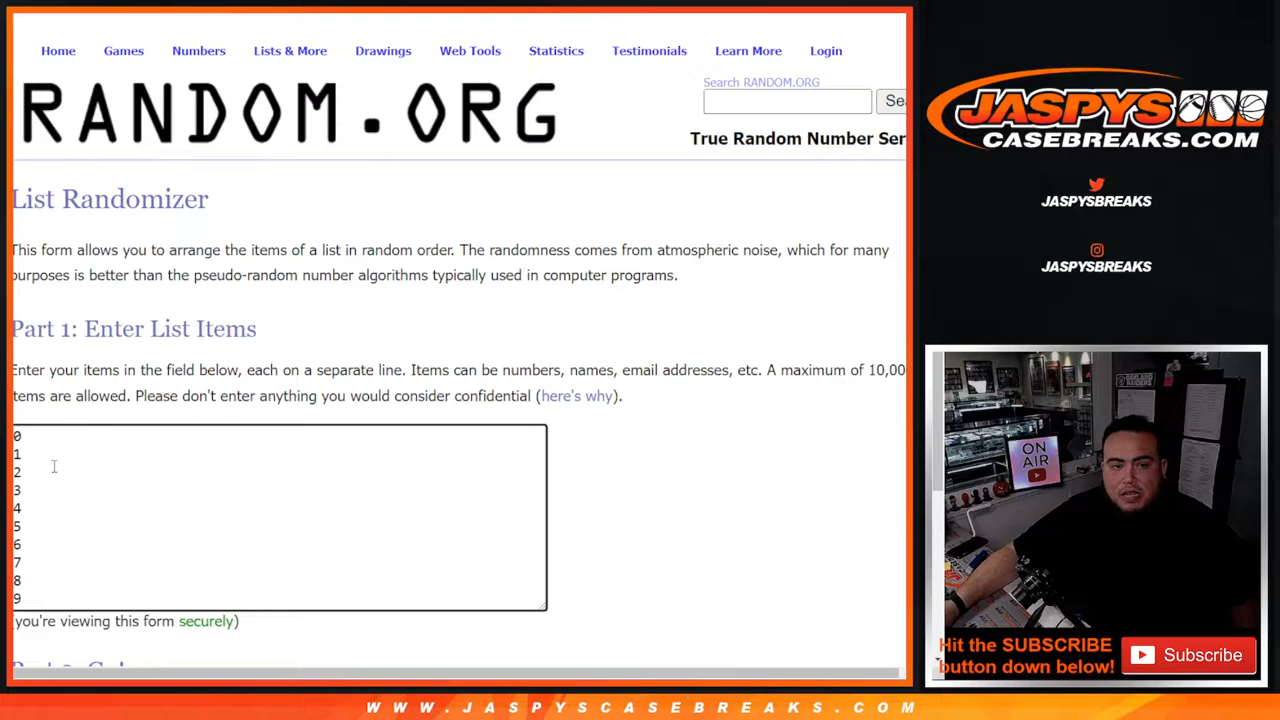 Home Games Numbers Lists & More Drawings Web Tools Statistics Testimonials Learn More Login
Search RANDOM.ORG
RANDOM.ORG
Sea
True Random Number Ser
List Randomizer
This form allows you to arrange the items of a list in random order. The randomness comes from atmospheric noise, which for many
purposes is better than the pseudo-random number algorithms typically used in computer programs.
Part 1: Enter List Items
Enter your items in the field below, each on a separate line. Items can be numbers, names, email addresses, etc. A maximum of 10,00
items are allowed. Please don't enter anything you would consider confidential (here's why).
0
1
2
3
4
5
6
7
8
9
(you're viewing this form securely)
JASPYS
CASEBREAKS.COM
JASPYSBREAKS
JASPYSBREAKS
OAKLAND
RAIDERS
ON
AIR
Hit the SUBSCRIBE
button down below!
Subscribe
WWW.JASPYSCASEBREAKS.COM